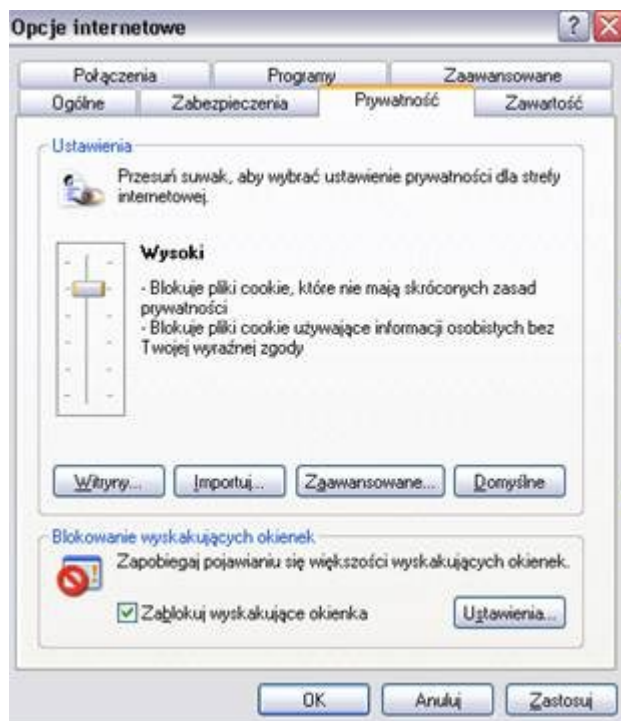 Opcje internetowe
Połączenia Programy Zaawansowane
Ogólne Zabezpieczenia Prywatność Zawartość
Ustawienia
Przesuń suwak, aby wybrać ustawienie prywatności dla strefy
internetowej.
Wysoki
- Blokuje pliki cookie, które nie mają skróconych zasad
prywatności
- Blokuje pliki cookie używające informacji osobistych bez
Twojej wyraźnej zgody
Witryny... Importuj... Zaawansowane... Domyślne
Blokowanie wyskakujących okienek
Zapobiegaj pojawianiu się większości wyskakujących okienek.
Zablokuj wyskakujące okienka Ustawienia...
OK Anuluj Zastosuj